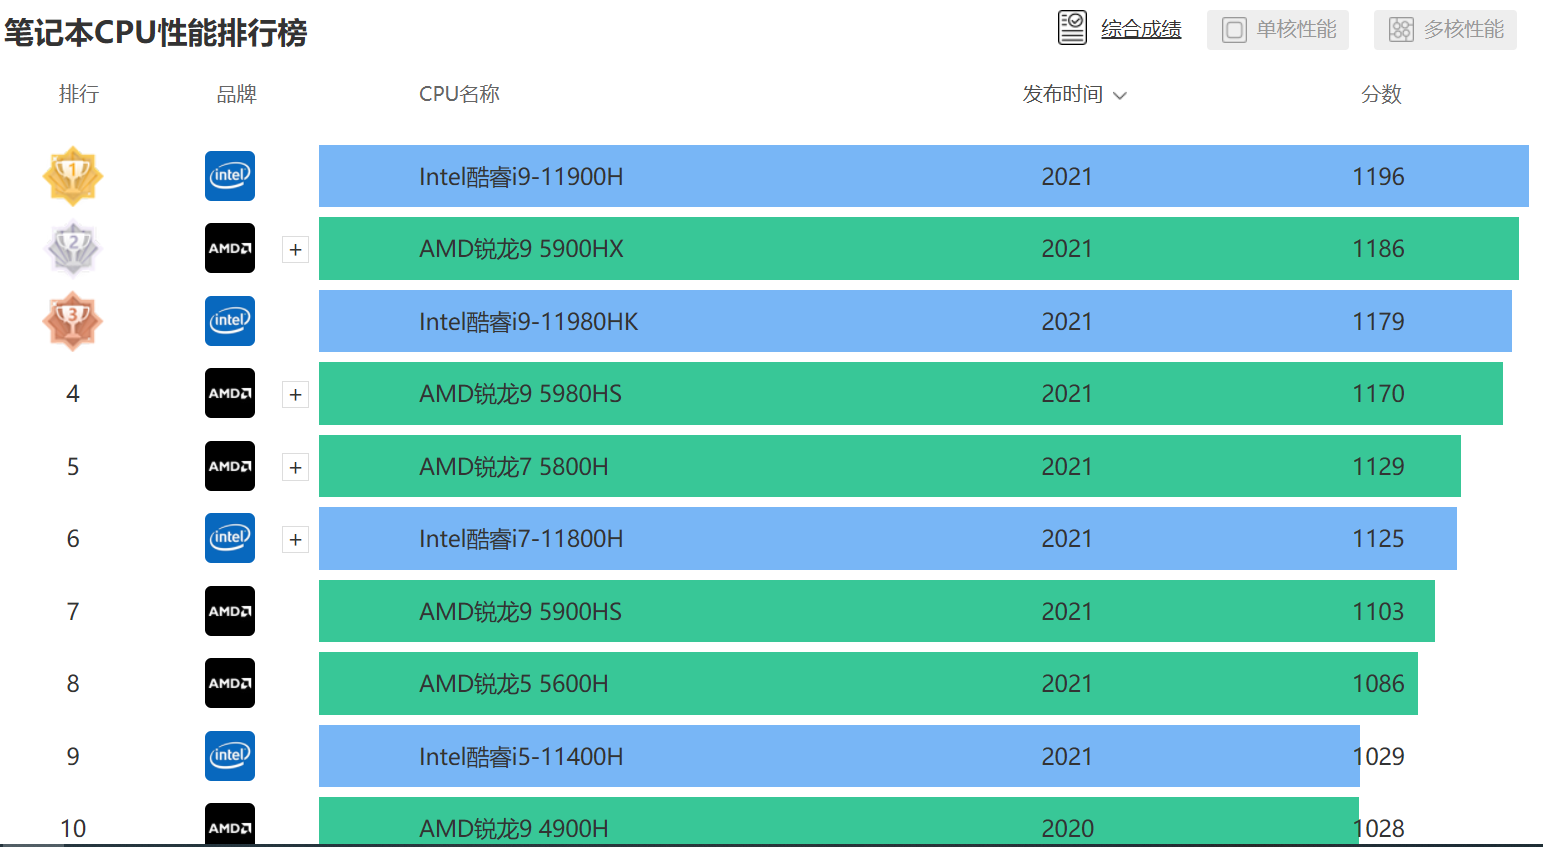 笔记本CPU性能排行榜
综合成绩 单核性能 多核性能
排行 品牌 CPU名称 发布时间 分数
1 intel Intel酷睿i9-11900H 2021 1196
2 AMD + AMD锐龙9 5900HX 2021 1186
3 intel Intel酷睿i9-11980HK 2021 1179
4 AMD + AMD锐龙9 5980HS 2021 1170
5 AMD + AMD锐龙7 5800H 2021 1129
6 intel + Intel酷睿i7-11800H 2021 1125
7 AMD AMD锐龙9 5900HS 2021 1103
8 AMD AMD锐龙5 5600H 2021 1086
9 intel Intel酷睿i5-11400H 2021 1029
10 AMD AMD锐龙9 4900H 2020 1028